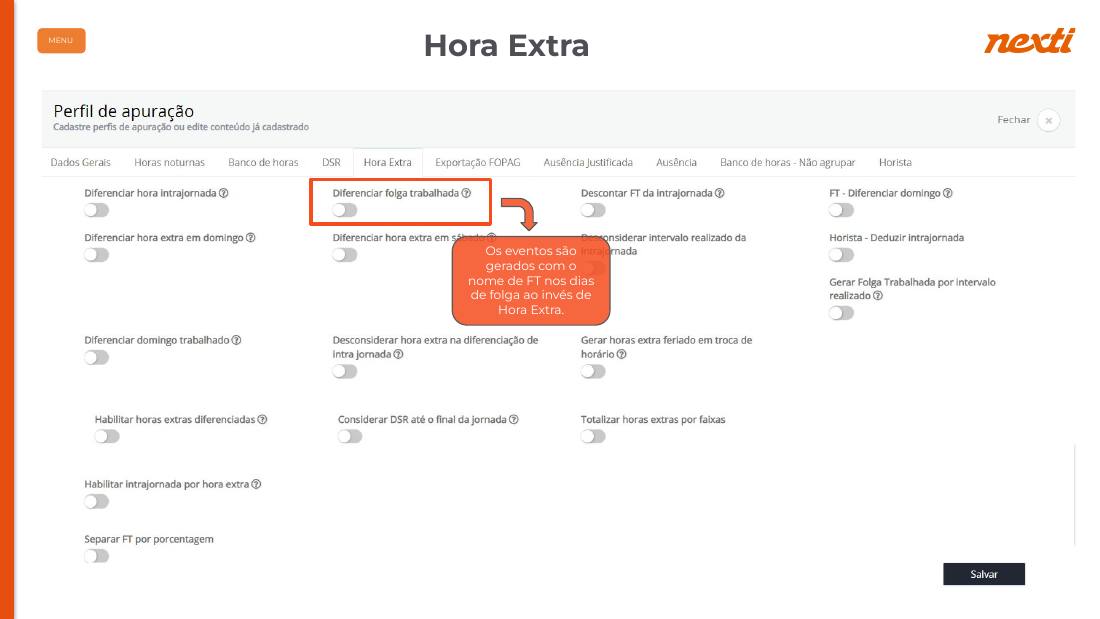 MENU
Hora Extra
nexti
Perfil de apuração
Cadastre perfis de apuração ou edite conteúdo já cadastrado
Fechar
Dados Gerais Horas noturnas Banco de horas DSR Hora Extra Exportação FOPAG Ausência Justificada Ausência Banco de horas - Não agrupar Horista
Diferenciar hora intrajornada
Diferenciar folga trabalhada
Descontar FT da intrajornada
FT - Diferenciar domingo
Diferenciar hora extra em domingo
Diferenciar hora extra em sábado
Desconsiderar intervalo realizado da
intrajornada
Horista - Deduzir intrajornada
Os eventos são
gerados com o
nome de FT nos dias
de folga ao invés de
Hora Extra.
Gerar Folga Trabalhada por intervalo
realizado
Diferenciar domingo trabalhado
Desconsiderar hora extra na diferenciação de
intra jornada
Gerar horas extra feriado em troca de
horário
Habilitar horas extras diferenciadas
Considerar DSR até o final da jornada
Totalizar horas extras por faixas
Habilitar intrajornada por hora extra
Separar FT por porcentagem
Salvar